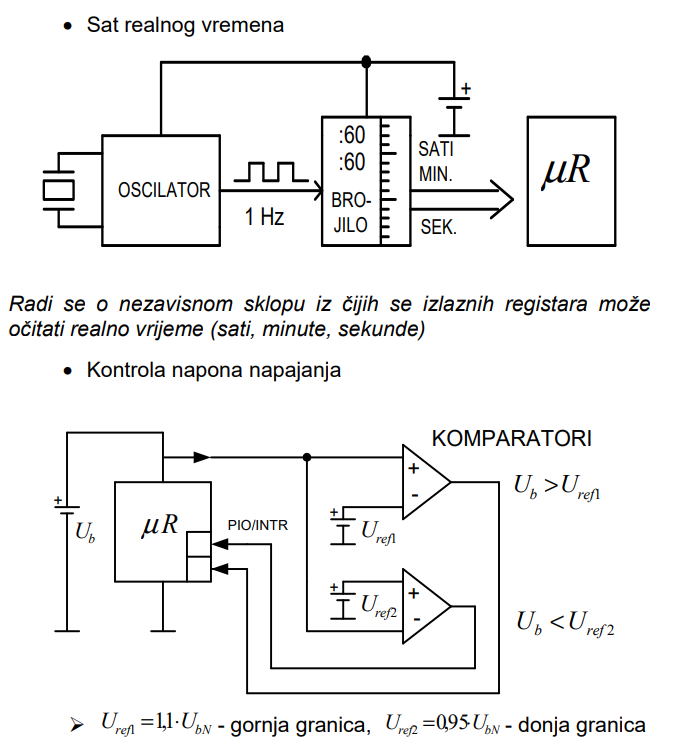 • Sat realnog vremena
+
:60
:60
SATI
MIN.
μR
OSCILATOR
BRO-
JILO
1 Hz
SEK.
Radi se o nezavisnom sklopu iz čijih se izlaznih registara može
očitati realno vrijeme (sati, minute, sekunde)
• Kontrola napona napajanja
KOMPARATORI
+
-
U_b >U_ref1
+
U_b
μR
PIO/INTR
+
U_ref1
+
U_ref2
+
-
U_b <U_ref2
➢ U_ref1 =1,1·U_bN - gornja granica, U_ref2 =0,95·U_bN - donja granica